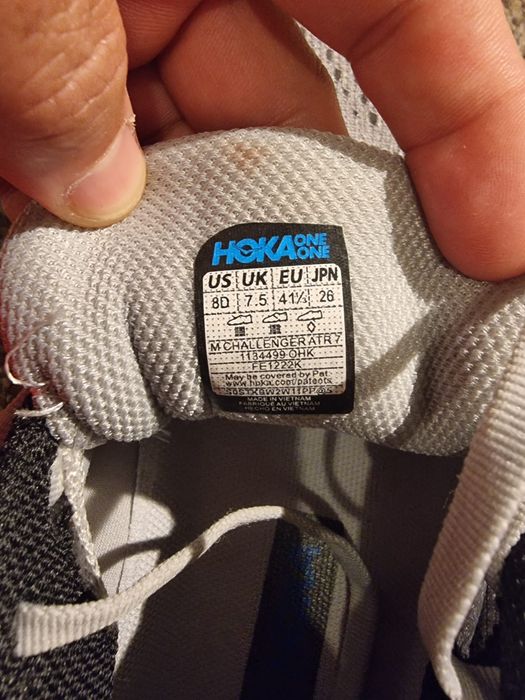 HOKA ONE ONE
US UK EU JPN
8D 7.5 41⅓ 26
M CHALLENGER ATR 7
1134499 OHK
FE1222K
May be covered by Pat.
www.hoka.com/patents
MADE IN VIETNAM
FABRIQUÉ AU VIETNAM
HECHO EN VIETNAM